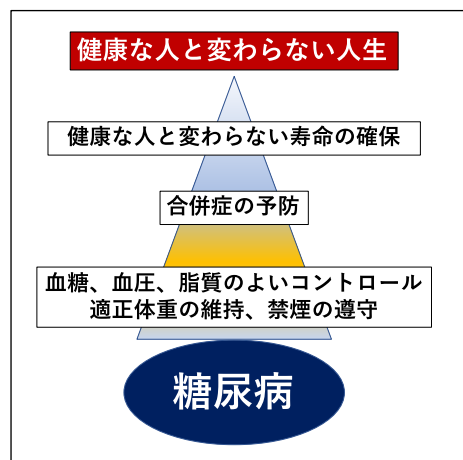 健康な人と変わらない人生
健康な人と変わらない寿命の確保
合併症の予防
血糖、血圧、脂質のよいコントロール
適正体重の維持、禁煙の遵守
糖尿病